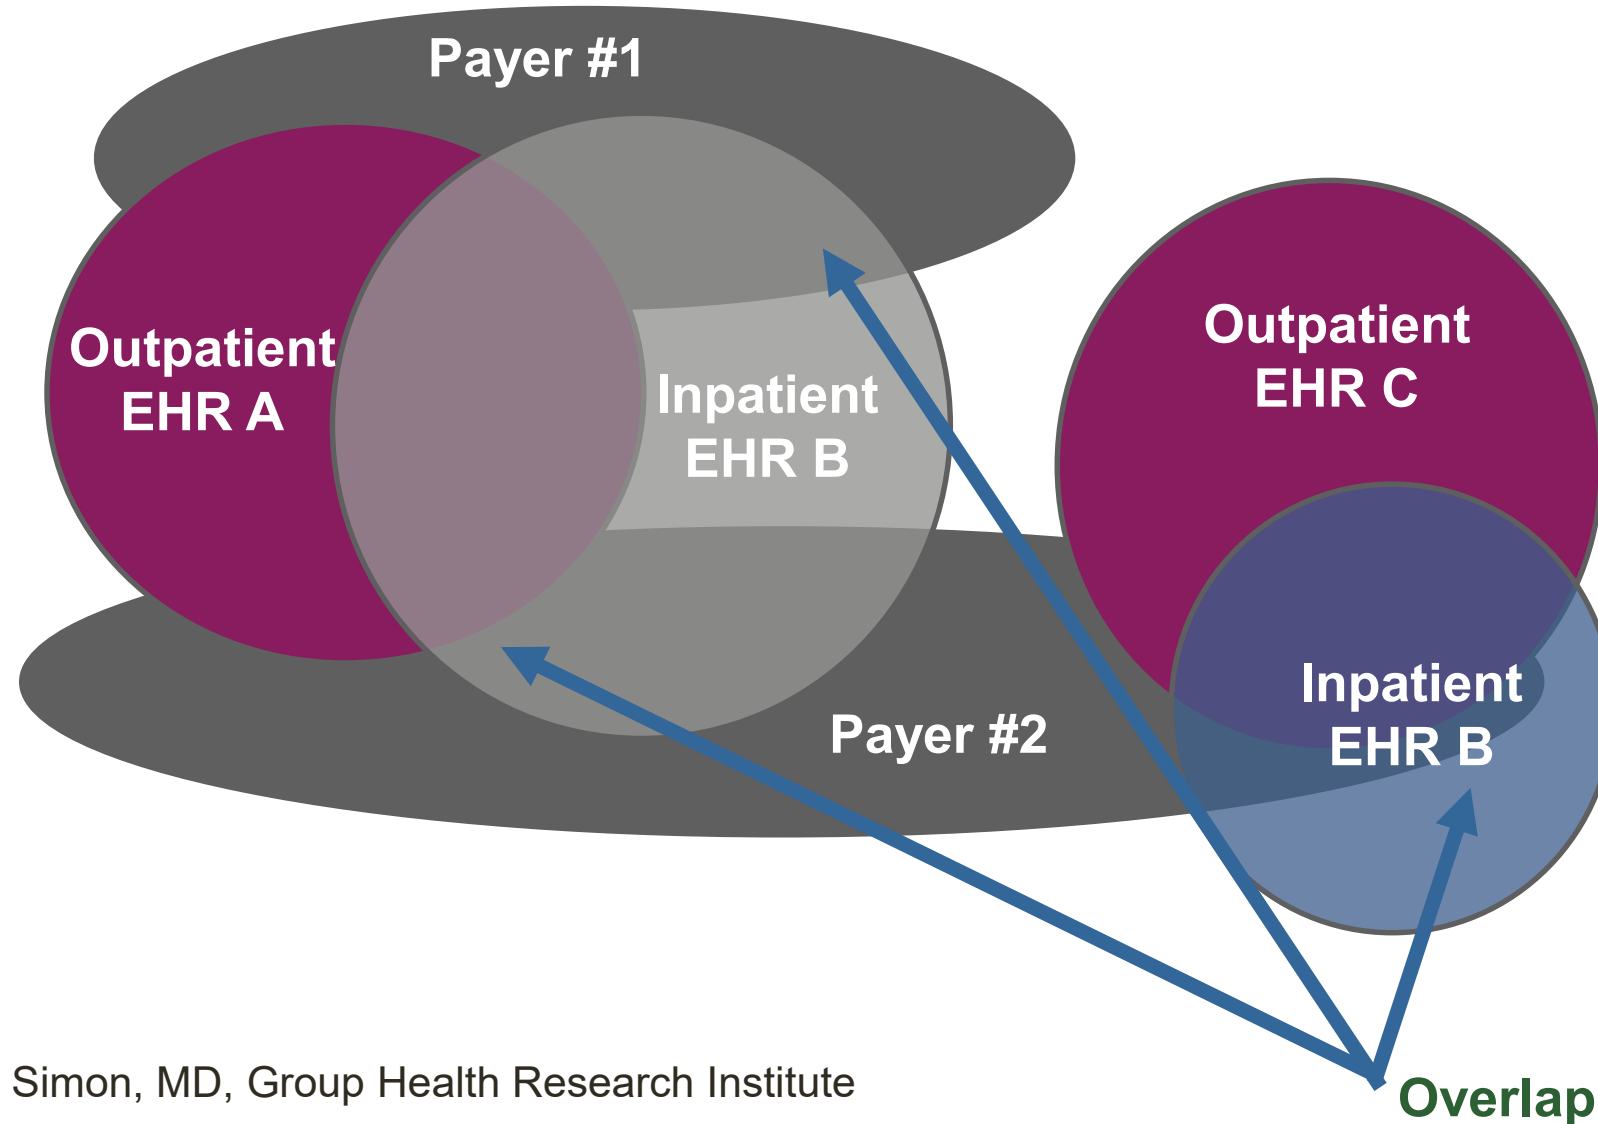 Payer #1
Outpatient
EHR A
Inpatient
EHR B
Outpatient
EHR C
Inpatient
EHR B
Payer #2
Simon, MD, Group Health Research Institute
Overlap